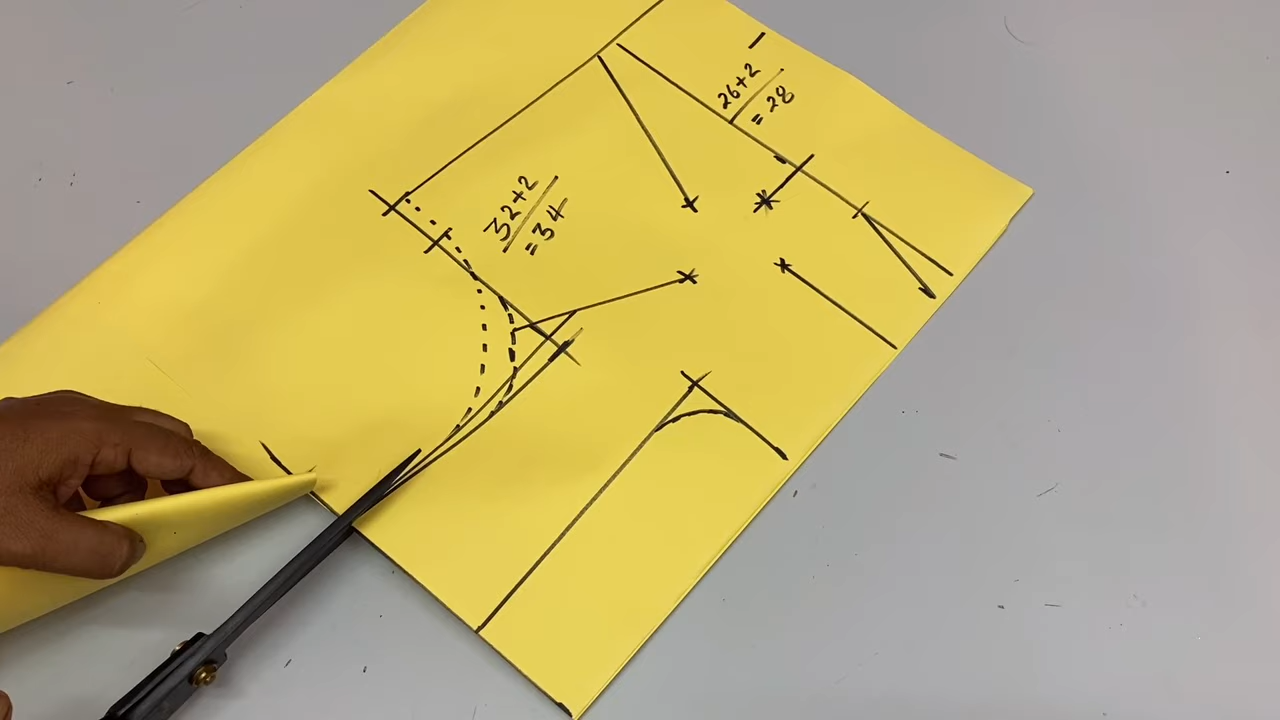 26+2
= 28
32+2
= 34